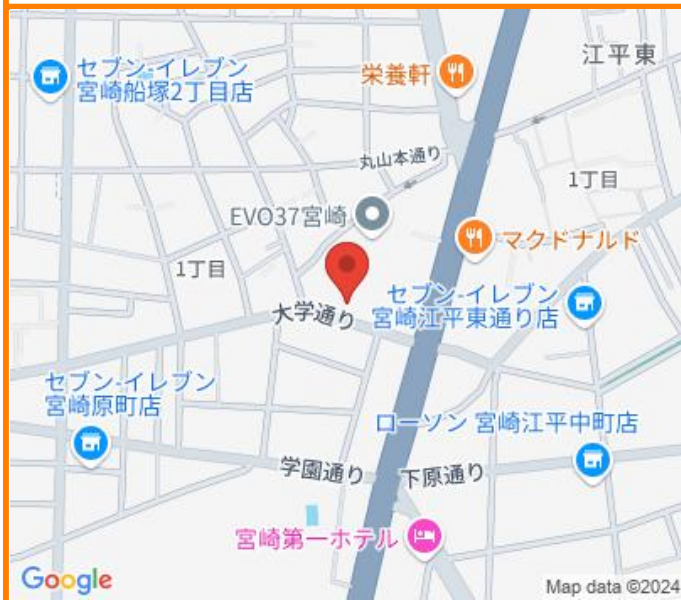 セブン-イレブン
宮崎船塚2丁目店
栄養軒
江平東
丸山本通り
1丁目
EVO37宮崎
マクドナルド
1丁目
セブン-イレブン
宮崎江平東通り店
大学通り
セブン-イレブン
宮崎原町店
ローソン 宮崎江平中町店
学園通り
下原通り
宮崎第一ホテル
Google
Map data ©2024